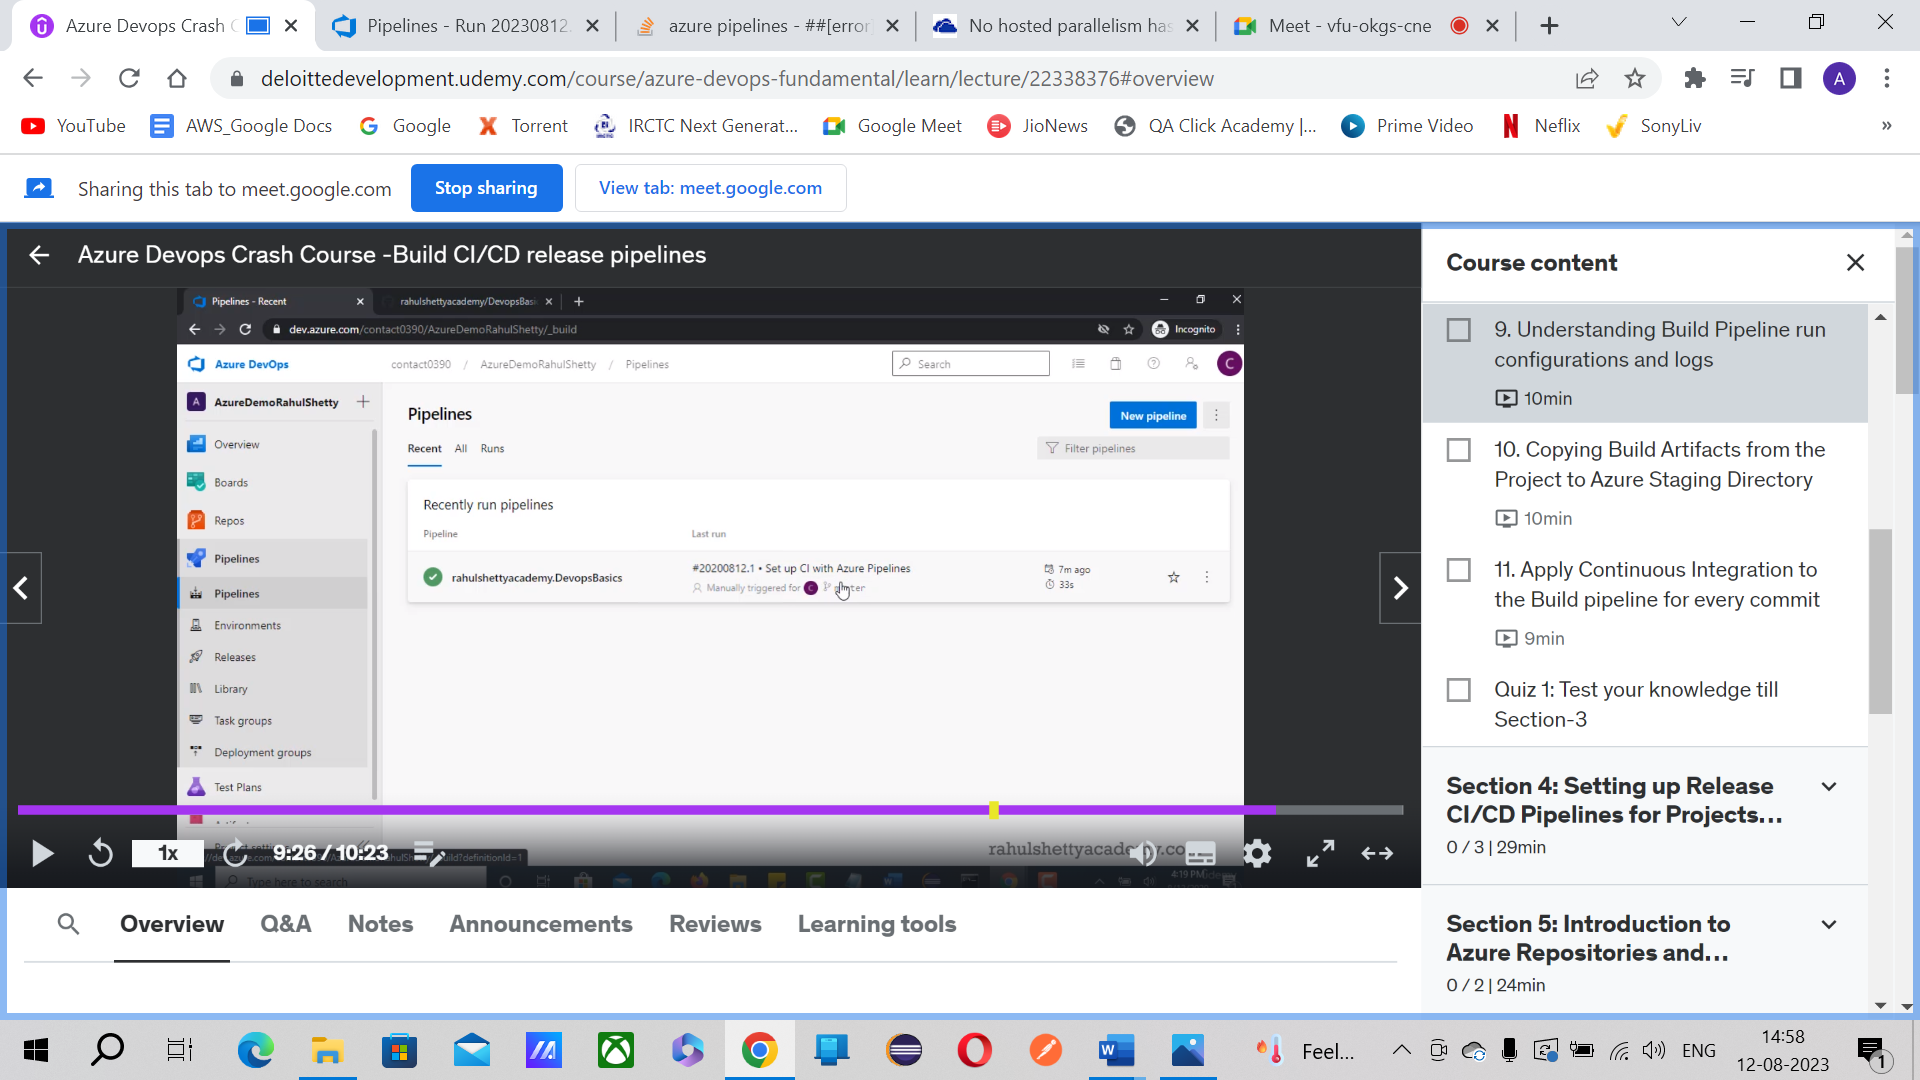 Azure Devops Crash C
Pipelines - Run 20230812.
azure pipelines - ##[error
No hosted parallelism has
Meet - vfu-okgs-cne
deloittedevelopment.udemy.com/course/azure-devops-fundamental/learn/lecture/22338376#overview
A
YouTube
AWS_Google Docs
Google
Torrent
IRCTC Next Generat...
Google Meet
JioNews
QA Click Academy |...
Prime Video
Neflix
SonyLiv
»
Sharing this tab to meet.google.com
Stop sharing
View tab: meet.google.com
Azure Devops Crash Course -Build CI/CD release pipelines
Pipelines - Recent
rahulshettyacademy/DevopsBasi
dev.azure.com/contact0390/AzureDemoRahulShetty/_build
Incognito
Azure DevOps
contact0390 / AzureDemoRahulShetty / Pipelines
Search
C
A AzureDemoRahulShetty
Overview
Boards
Repos
Pipelines
Pipelines
Environments
Releases
Library
Task groups
Deployment groups
Test Plans
Pipelines
New pipeline
Recent All Runs
Filter pipelines
Recently run pipelines
Pipeline
Last run
rahulshettyacademy.DevopsBasics
#20200812.1 • Set up CI with Azure Pipelines
Manually triggered for C
7m ago
33s
1x
9:26 / 10:23
rahulshettyacademy.co
Type here to search
4:19 PM
Course content
9. Understanding Build Pipeline run
configurations and logs
10min
10. Copying Build Artifacts from the
Project to Azure Staging Directory
10min
11. Apply Continuous Integration to
the Build pipeline for every commit
9min
Quiz 1: Test your knowledge till
Section-3
Section 4: Setting up Release
CI/CD Pipelines for Projects...
0 / 3 | 29min
Section 5: Introduction to
Azure Repositories and...
0 / 2 | 24min
Overview
Q&A
Notes
Announcements
Reviews
Learning tools
Feel...
ENG
14:58
12-08-2023
1